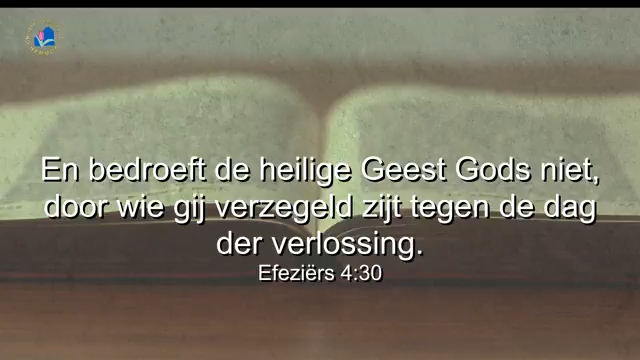 En bedroeft de heilige Geest Gods niet,
door wie gij verzegeld zijt tegen de dag
der verlossing.
Efeziërs 4:30